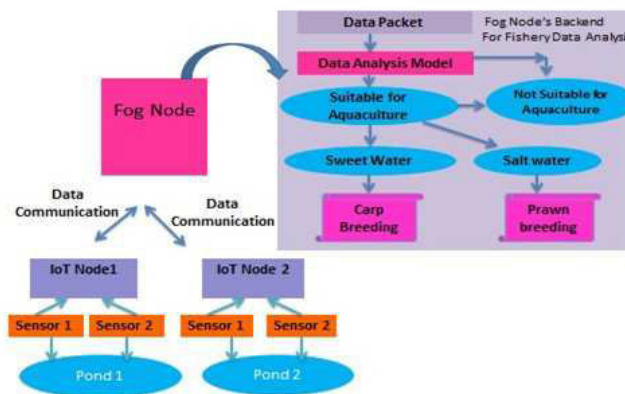 Data Packet
Fog Node's Backend
For Fishery Data Analysi
Data Analysis Model
Fog Node
Suitable for
Aquaculture
Not Suitable for
Aquaculture
Sweet Water
Salt water
Data
Communication
Data
Communication
Carp
Breeding
Prawn
breeding
IoT Node1
IoT Node 2
Sensor 1
Sensor 2
Sensor 1
Sensor 2
Pond 1
Pond 2